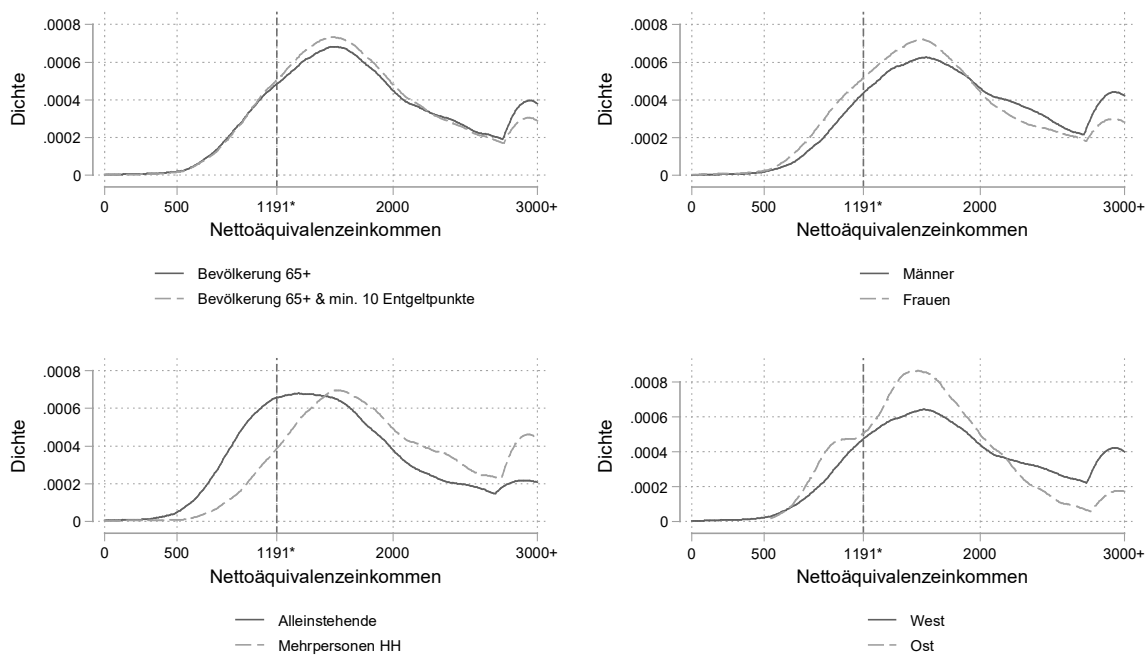 .0008
.0006
.0004
.0002
0
Dichte
0 500 1191* 2000 3000+
Nettoäquivalenzeinkommen
Bevölkerung 65+
Bevölkerung 65+ & min. 10 Entgeltpunkte
.0008
.0006
.0004
.0002
0
Dichte
0 500 1191* 2000 3000+
Nettoäquivalenzeinkommen
Männer
Frauen
.0008
.0006
.0004
.0002
0
Dichte
0 500 1191* 2000 3000+
Nettoäquivalenzeinkommen
Alleinstehende
Mehrpersonen HH
.0008
.0006
.0004
.0002
0
Dichte
0 500 1191* 2000 3000+
Nettoäquivalenzeinkommen
West
Ost